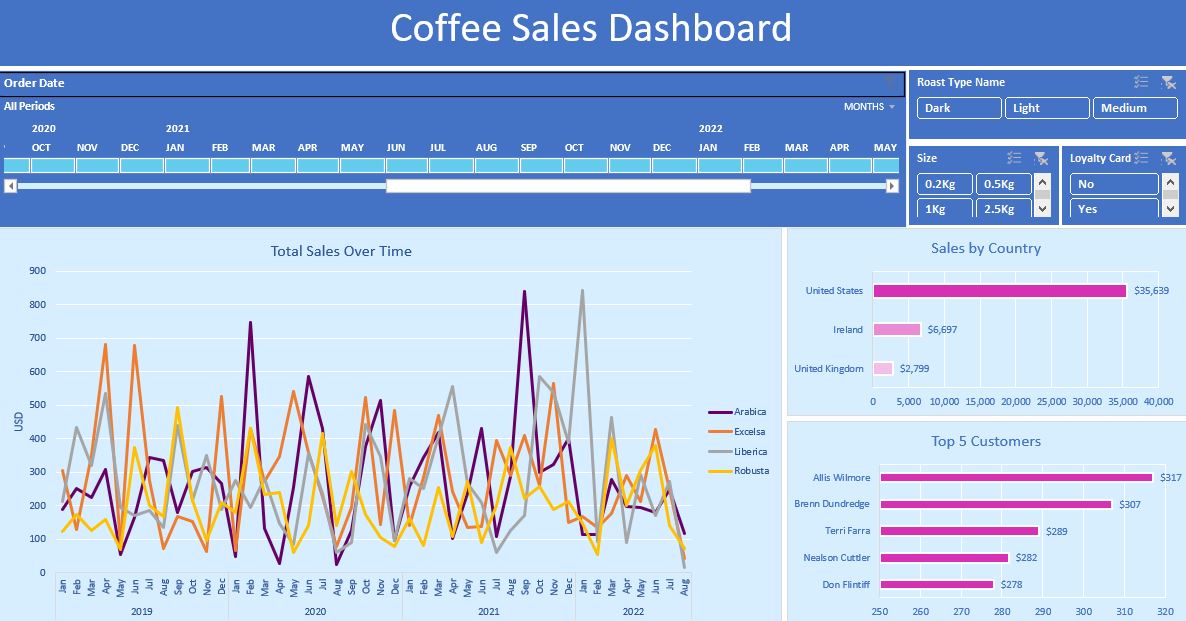 Coffee Sales Dashboard
Order Date
All Periods
MONTHS
2020 2021 2022
OCT NOV DEC JAN FEB MAR APR MAY JUN JUL AUG SEP OCT NOV DEC JAN FEB MAR APR MAY
Roast Type Name
Dark Light Medium
Size
0.2Kg 0.5Kg
1Kg 2.5Kg
Loyalty Card
No
Yes
Total Sales Over Time
900
800
700
600
500
400
300
200
100
0
USD
Jan Feb Mar Apr May Jun Jul Aug Sep Oct Nov Dec Jan Feb Mar Apr May Jun Jul Aug Sep Oct Nov Dec Jan Feb Mar Apr May Jun Jul Aug Sep Oct Nov Dec Jan Feb Mar Apr May Jun Jul Aug
2019 2020 2021 2022
Arabica
Excelsa
Liberica
Robusta
Sales by Country
United States $35,639
Ireland $6,697
United Kingdom $2,799
0 5,000 10,000 15,000 20,000 25,000 30,000 35,000 40,000
Top 5 Customers
Allis Wilmore $317
Brenn Dundredge $307
Terri Farra $289
Nealson Cuttler $282
Don Flintiff $278
250 260 270 280 290 300 310 320